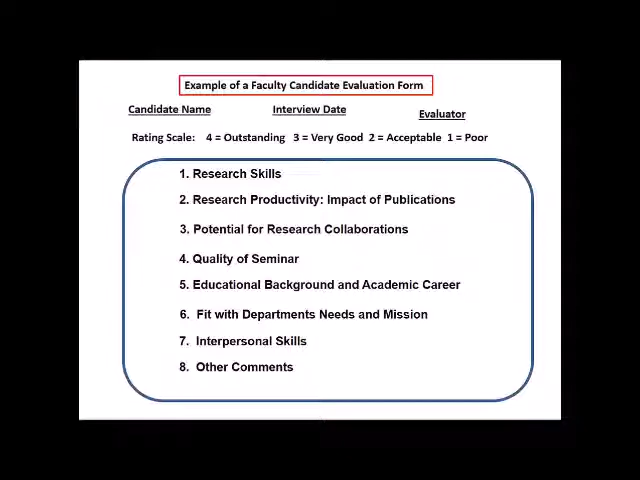 Example of a Faculty Candidate Evaluation Form
Candidate Name Interview Date Evaluator
Rating Scale: 4 = Outstanding 3 = Very Good 2 = Acceptable 1 = Poor
1. Research Skills
2. Research Productivity: Impact of Publications
3. Potential for Research Collaborations
4. Quality of Seminar
5. Educational Background and Academic Career
6. Fit with Departments Needs and Mission
7. Interpersonal Skills
8. Other Comments